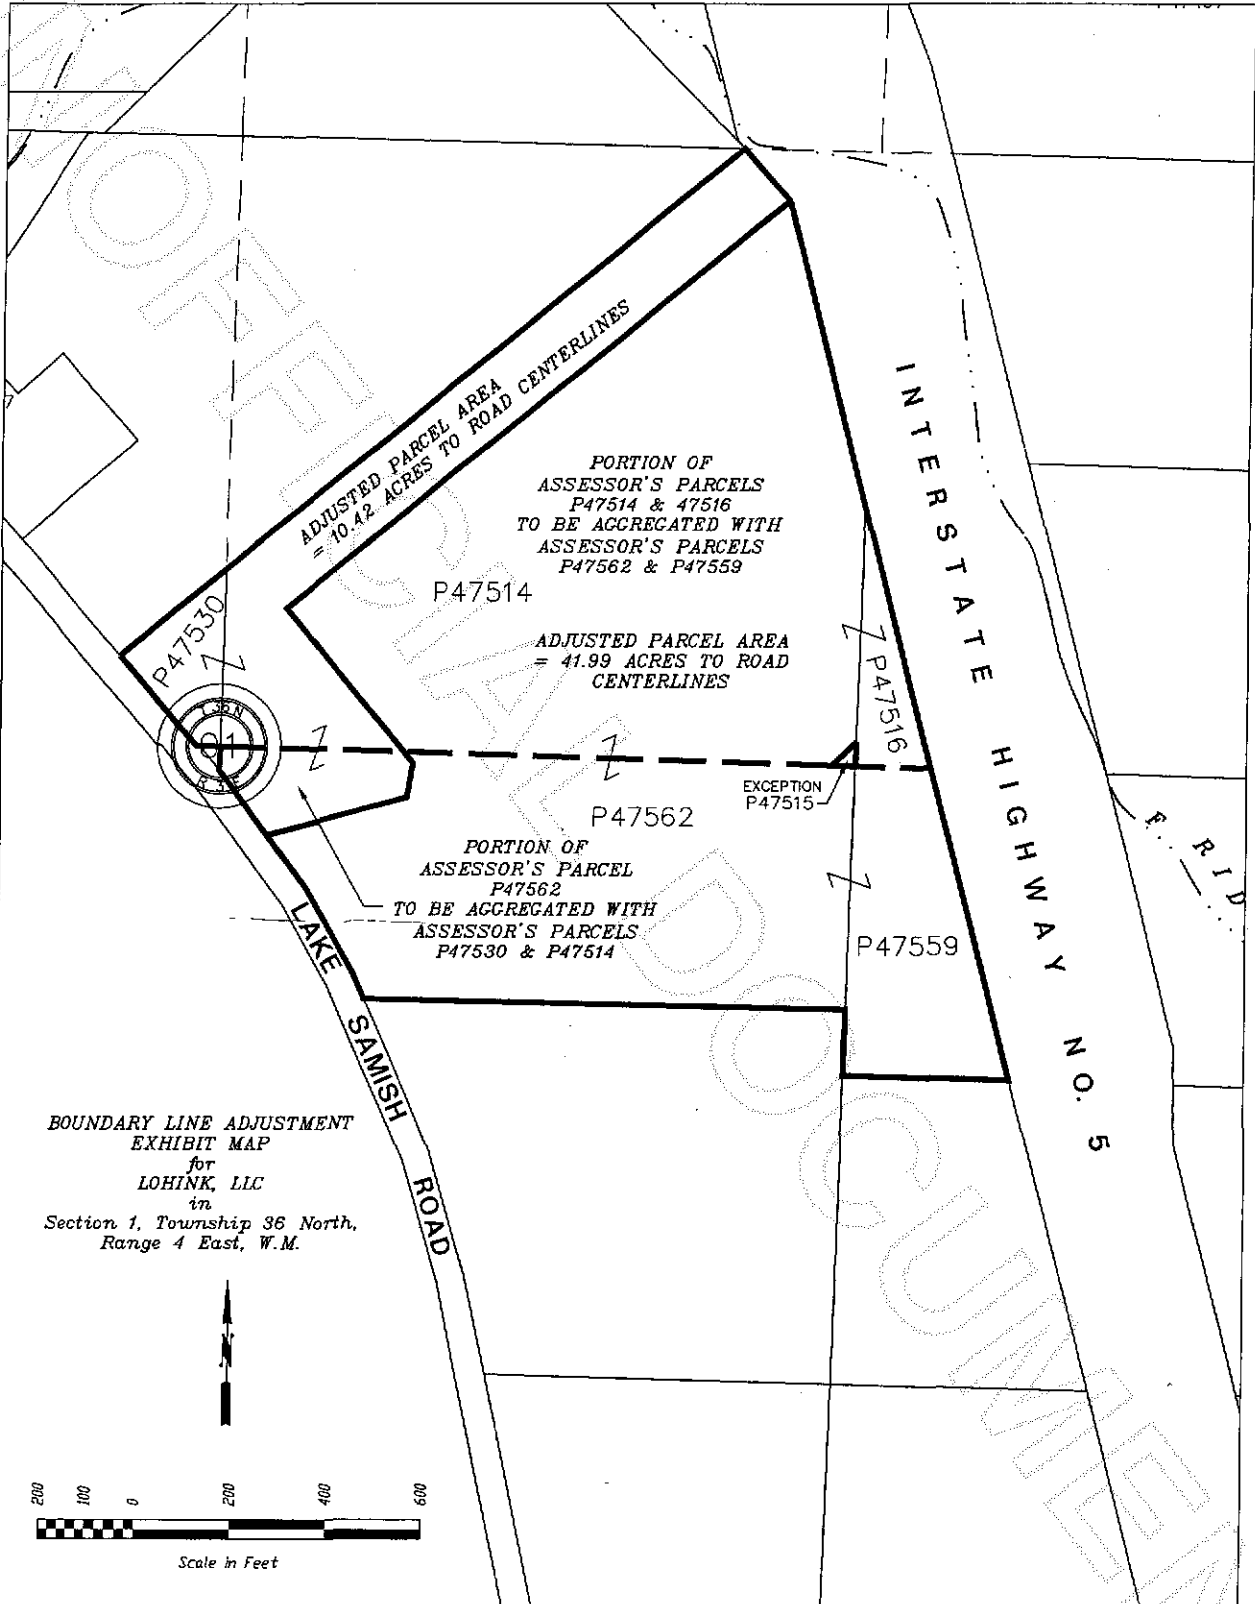 INTERSTATE HIGHWAY NO. 5
ADJUSTED PARCEL AREA
= 10.42 ACRES TO ROAD CENTERLINES
PORTION OF
ASSESSOR'S PARCELS
P47514 & 47516
TO BE AGGREGATED WITH
ASSESSOR'S PARCELS
P47562 & P47559
P47514
P47530
ADJUSTED PARCEL AREA
= 41.99 ACRES TO ROAD
CENTERLINES
P47516
T 36 N
01
EXCEPTION
P47515
P47562
PORTION OF
ASSESSOR'S PARCEL
P47562
TO BE AGGREGATED WITH
ASSESSOR'S PARCELS
P47530 & P47514
P47559
F. RID
LAKE SAMISH ROAD
BOUNDARY LINE ADJUSTMENT
EXHIBIT MAP
for
LOHINK, LLC
in
Section 1, Township 36 North,
Range 4 East, W.M.
N
200 100 0 200 400 600
Scale in Feet
UNOFFICIAL DOCUMEN